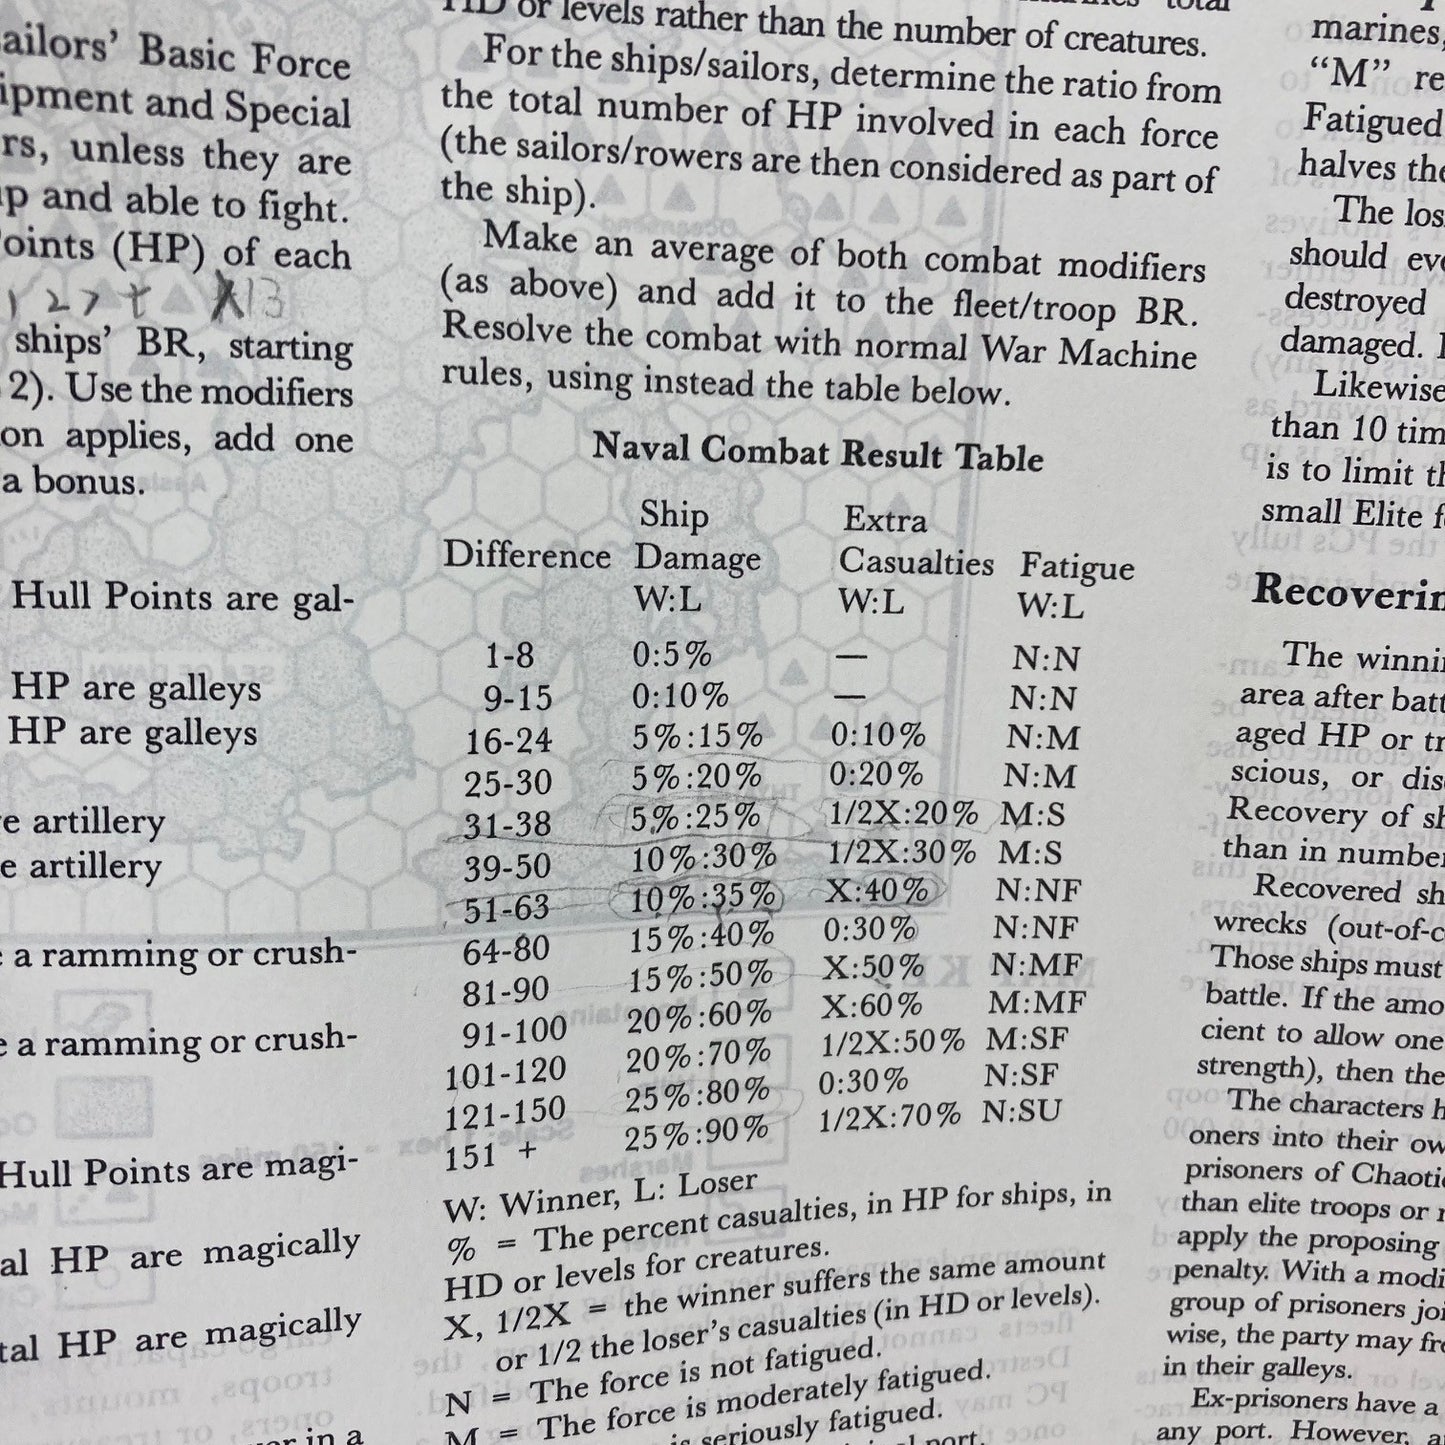 ailors' Basic Force
ipment and Special
rs, unless they are
up and able to fight.
oints (HP) of each
ships' BR, starting
2). Use the modifiers
on applies, add one
a bonus.
Hull Points are gal-
HP are galleys
HP are galleys
e artillery
e artillery
a ramming or crush-
e a ramming or crush-
Hull Points are magi-
al HP are magically
tal HP are magically
er in a
HD or levels rather than the number of creatures.
For the ships/sailors, determine the ratio from
the total number of HP involved in each force
(the sailors/rowers are then considered as part of
the ship).
Make an average of both combat modifiers
(as above) and add it to the fleet/troop BR.
Resolve the combat with normal War Machine
rules, using instead the table below.
Naval Combat Result Table
Ship Extra
Difference Damage Casualties Fatigue
W:L W:L W:L
1-8 0:5% — N:N
9-15 0:10% — N:N
16-24 5%:15% 0:10% N:M
25-30 5%:20% 0:20% N:M
31-38 5%:25% 1/2X:20% M:S
39-50 10%:30% 1/2X:30% M:S
51-63 10%:35% X:40% N:NF
64-80 15%:40% 0:30% N:NF
81-90 15%:50% X:50% N:MF
91-100 20%:60% X:60% M:MF
101-120 20%:70% 1/2X:50% M:SF
121-150 25%:80% 0:30% N:SF
151 + 25%:90% 1/2X:70% N:SU
W: Winner, L: Loser
% = The percent casualties, in HP for ships, in
HD or levels for creatures.
X, 1/2X = the winner suffers the same amount
or 1/2 the loser's casualties (in HD or levels).
N = The force is not fatigued.
M = The force is moderately fatigued.
is seriously fatigued.
port.
marines,
"M" re
Fatigued
halves the
The los
should eve
destroyed
damaged.
Likewise
than 10 tim
is to limit th
small Elite f
Recoverin
The winni
area after batt
aged HP or tr
scious, or dis
Recovery of sh
than in number
Recovered sh
wrecks (out-of-c
Those ships must
battle. If the amo
cient to allow one
strength), then the
The characters h
oners into their ow
prisoners of Chaotic
than elite troops or
apply the proposing
penalty. With a modi
group of prisoners joi
wise, the party may fre
in their galleys.
Ex-prisoners have a
any port. However, a